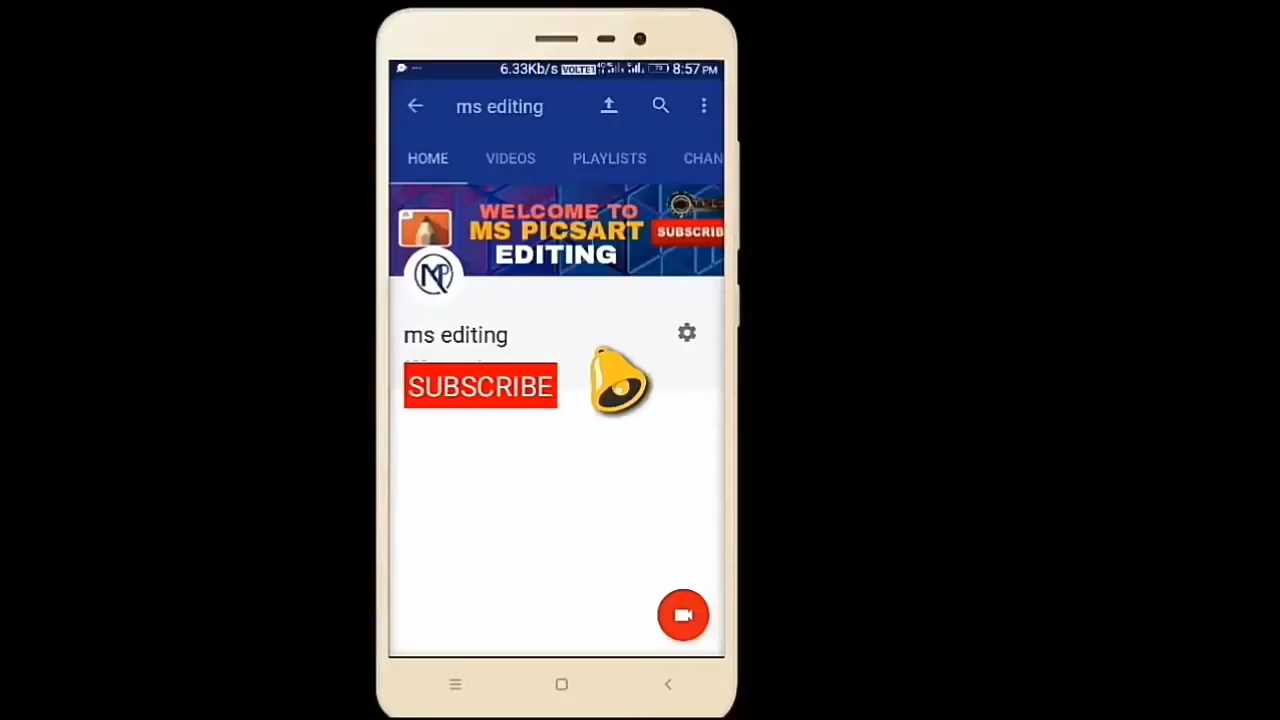 6.33Kb/s VOLTE1 8:57 PM
ms editing
HOME VIDEOS PLAYLISTS CHAN
WELCOME TO
MS PICSART
EDITING
SUBSCRIB
ms editing
SUBSCRIBE